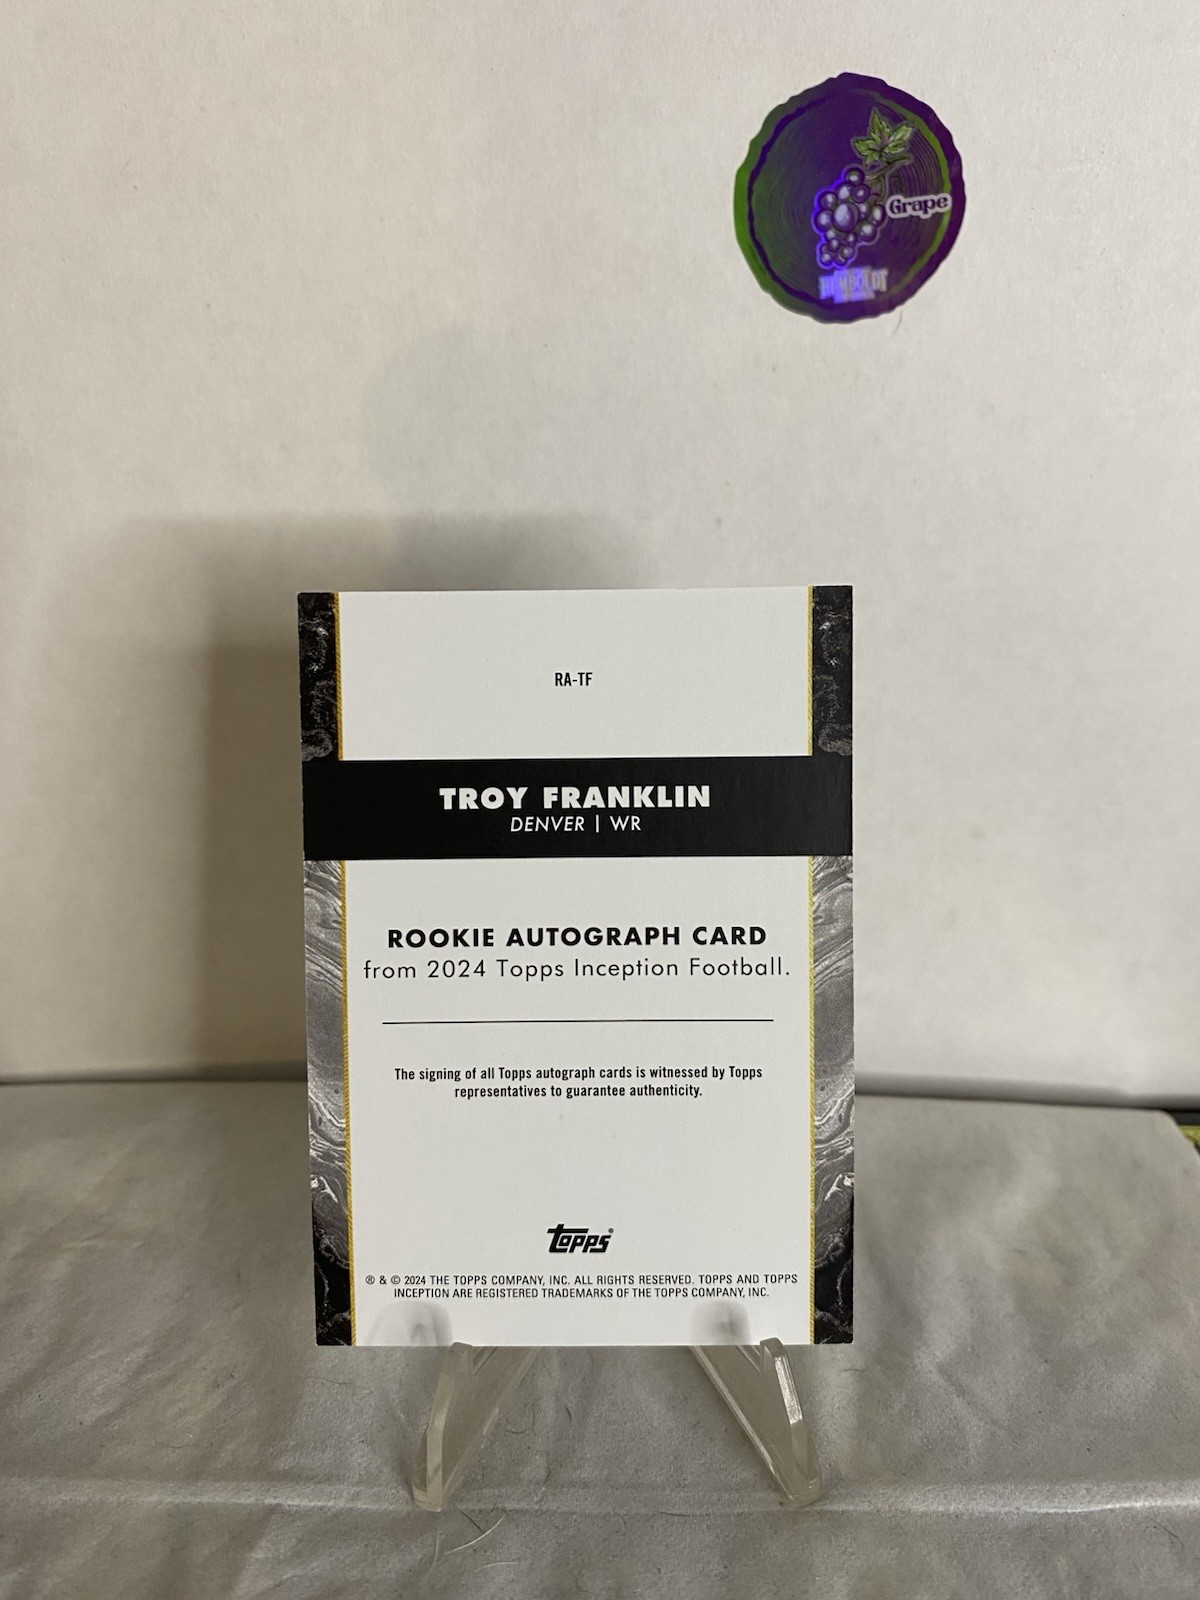 Grape
HUMBOLDT
RA-TF
TROY FRANKLIN
DENVER | WR
ROOKIE AUTOGRAPH CARD
from 2024 Topps Inception Football.
The signing of all Topps autograph cards is witnessed by Topps
representatives to guarantee authenticity.
topps®
® & © 2024 THE TOPPS COMPANY, INC. ALL RIGHTS RESERVED. TOPPS AND TOPPS
INCEPTION ARE REGISTERED TRADEMARKS OF THE TOPPS COMPANY, INC.